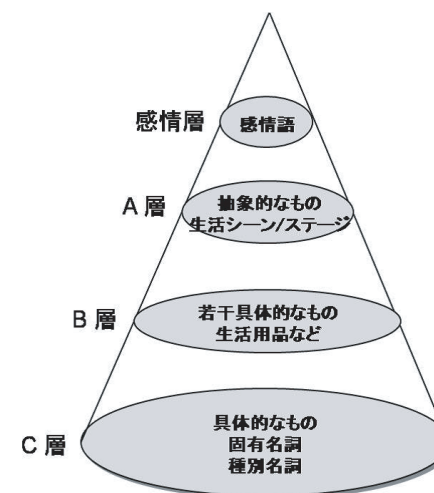 感情層
感情語
A 層
抽象的なもの
生活シーン/ステージ
B 層
若干具体的なもの
生活用品など
C 層
具体的なもの
固有名詞
種別名詞